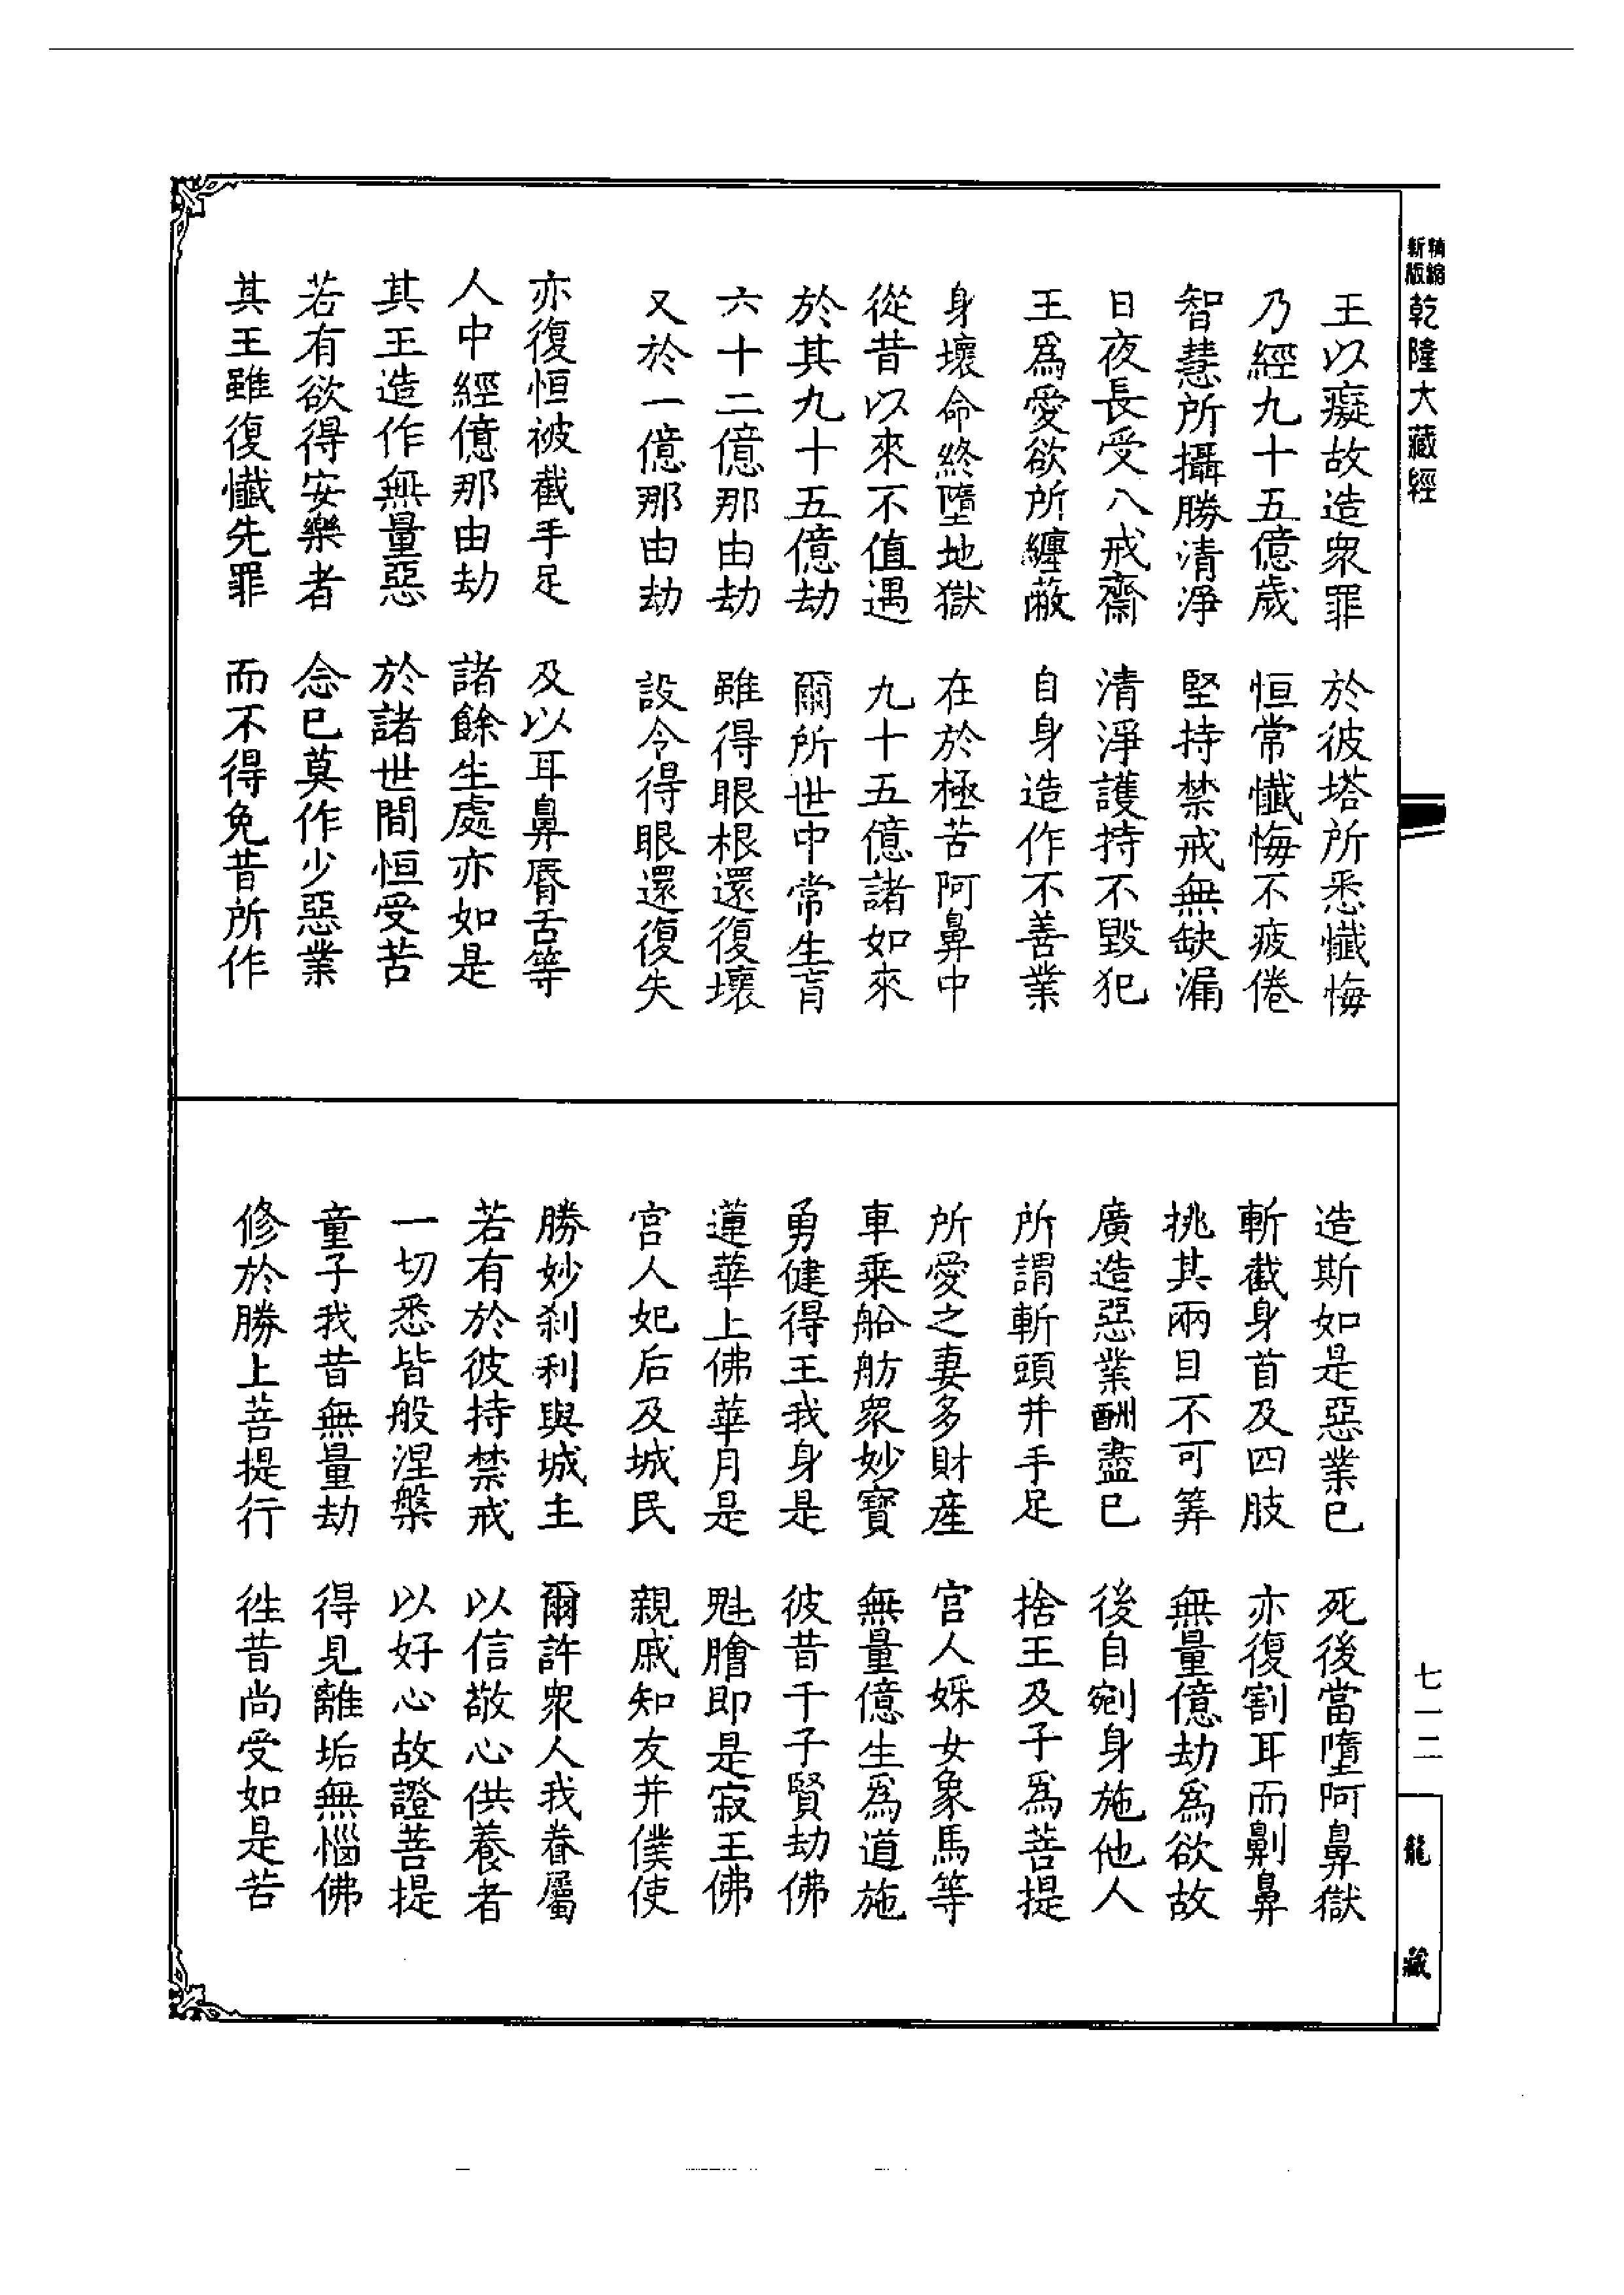 精縮新版乾隆大藏經
王以癡故造衆罪　於彼塔所悉懺悔
乃經九十五億歲　恒常懺悔不疲倦
智慧所攝勝清淨　堅持禁戒無缺漏
日夜長受八戒齋　清淨護持不毀犯
王爲愛欲所纏蔽　自身造作不善業
身壞命終墮地獄　在於極苦阿鼻中
從昔以來不值遇　九十五億諸如來
於其九十五億劫　爾所世中常生盲
六十二億那由劫　雖得眼根還復壞
又於一億那由劫　設令得眼還復失
亦復恒被截手足　及以耳鼻脣舌等
人中經億那由劫　諸餘生處亦如是
其王造作無量惡　於諸世間恒受苦
若有欲得安樂者　念已莫作少惡業
其王雖復懺先罪　而不得免昔所作
造斯如是惡業已　死後當墮阿鼻獄
斬截身首及四肢　亦復割耳而劓鼻
挑其兩目不可筭　無量億劫爲欲故
廣造惡業酬盡已　後自剜身施他人
所謂斬頭并手足　捨王及子爲菩提
所愛之妻多財產　宮人婇女象馬等
車乗船舫衆妙寶　無量億生爲道施
勇健得王我身是　彼昔千子賢劫佛
蓮華上佛華月是　魁膾即是寂王佛
宮人妃后及城民　親戚知友并僕使
勝妙刹利與城主　爾許衆人我眷屬
若有於彼持禁戒　以信敬心供養者
一切悉皆般涅槃　以好心故證菩提
童子我昔無量劫　得見離垢無惱佛
修於勝上菩提行　徃昔尚受如是苦
七一二
龍藏